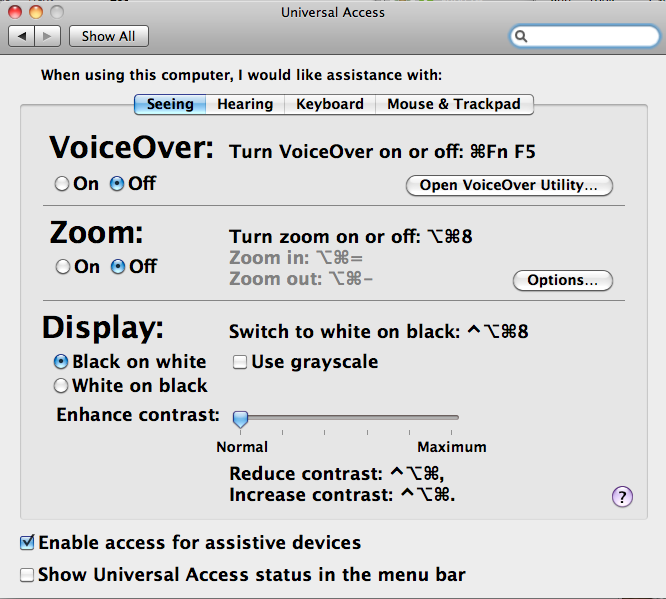 Universal Access
Show All
When using this computer, I would like assistance with:
Seeing Hearing Keyboard Mouse & Trackpad
VoiceOver: Turn VoiceOver on or off: ⌘Fn F5
On Off Open VoiceOver Utility...
Zoom: Turn zoom on or off: ⌥⌘8
On Off Zoom in: ⌥⌘=
Zoom out: ⌥⌘-
Options...
Display: Switch to white on black: ^⌥⌘8
Black on white Use grayscale
White on black
Enhance contrast:
Normal Maximum
Reduce contrast: ^⌥⌘,
Increase contrast: ^⌥⌘.
?
Enable access for assistive devices
Show Universal Access status in the menu bar